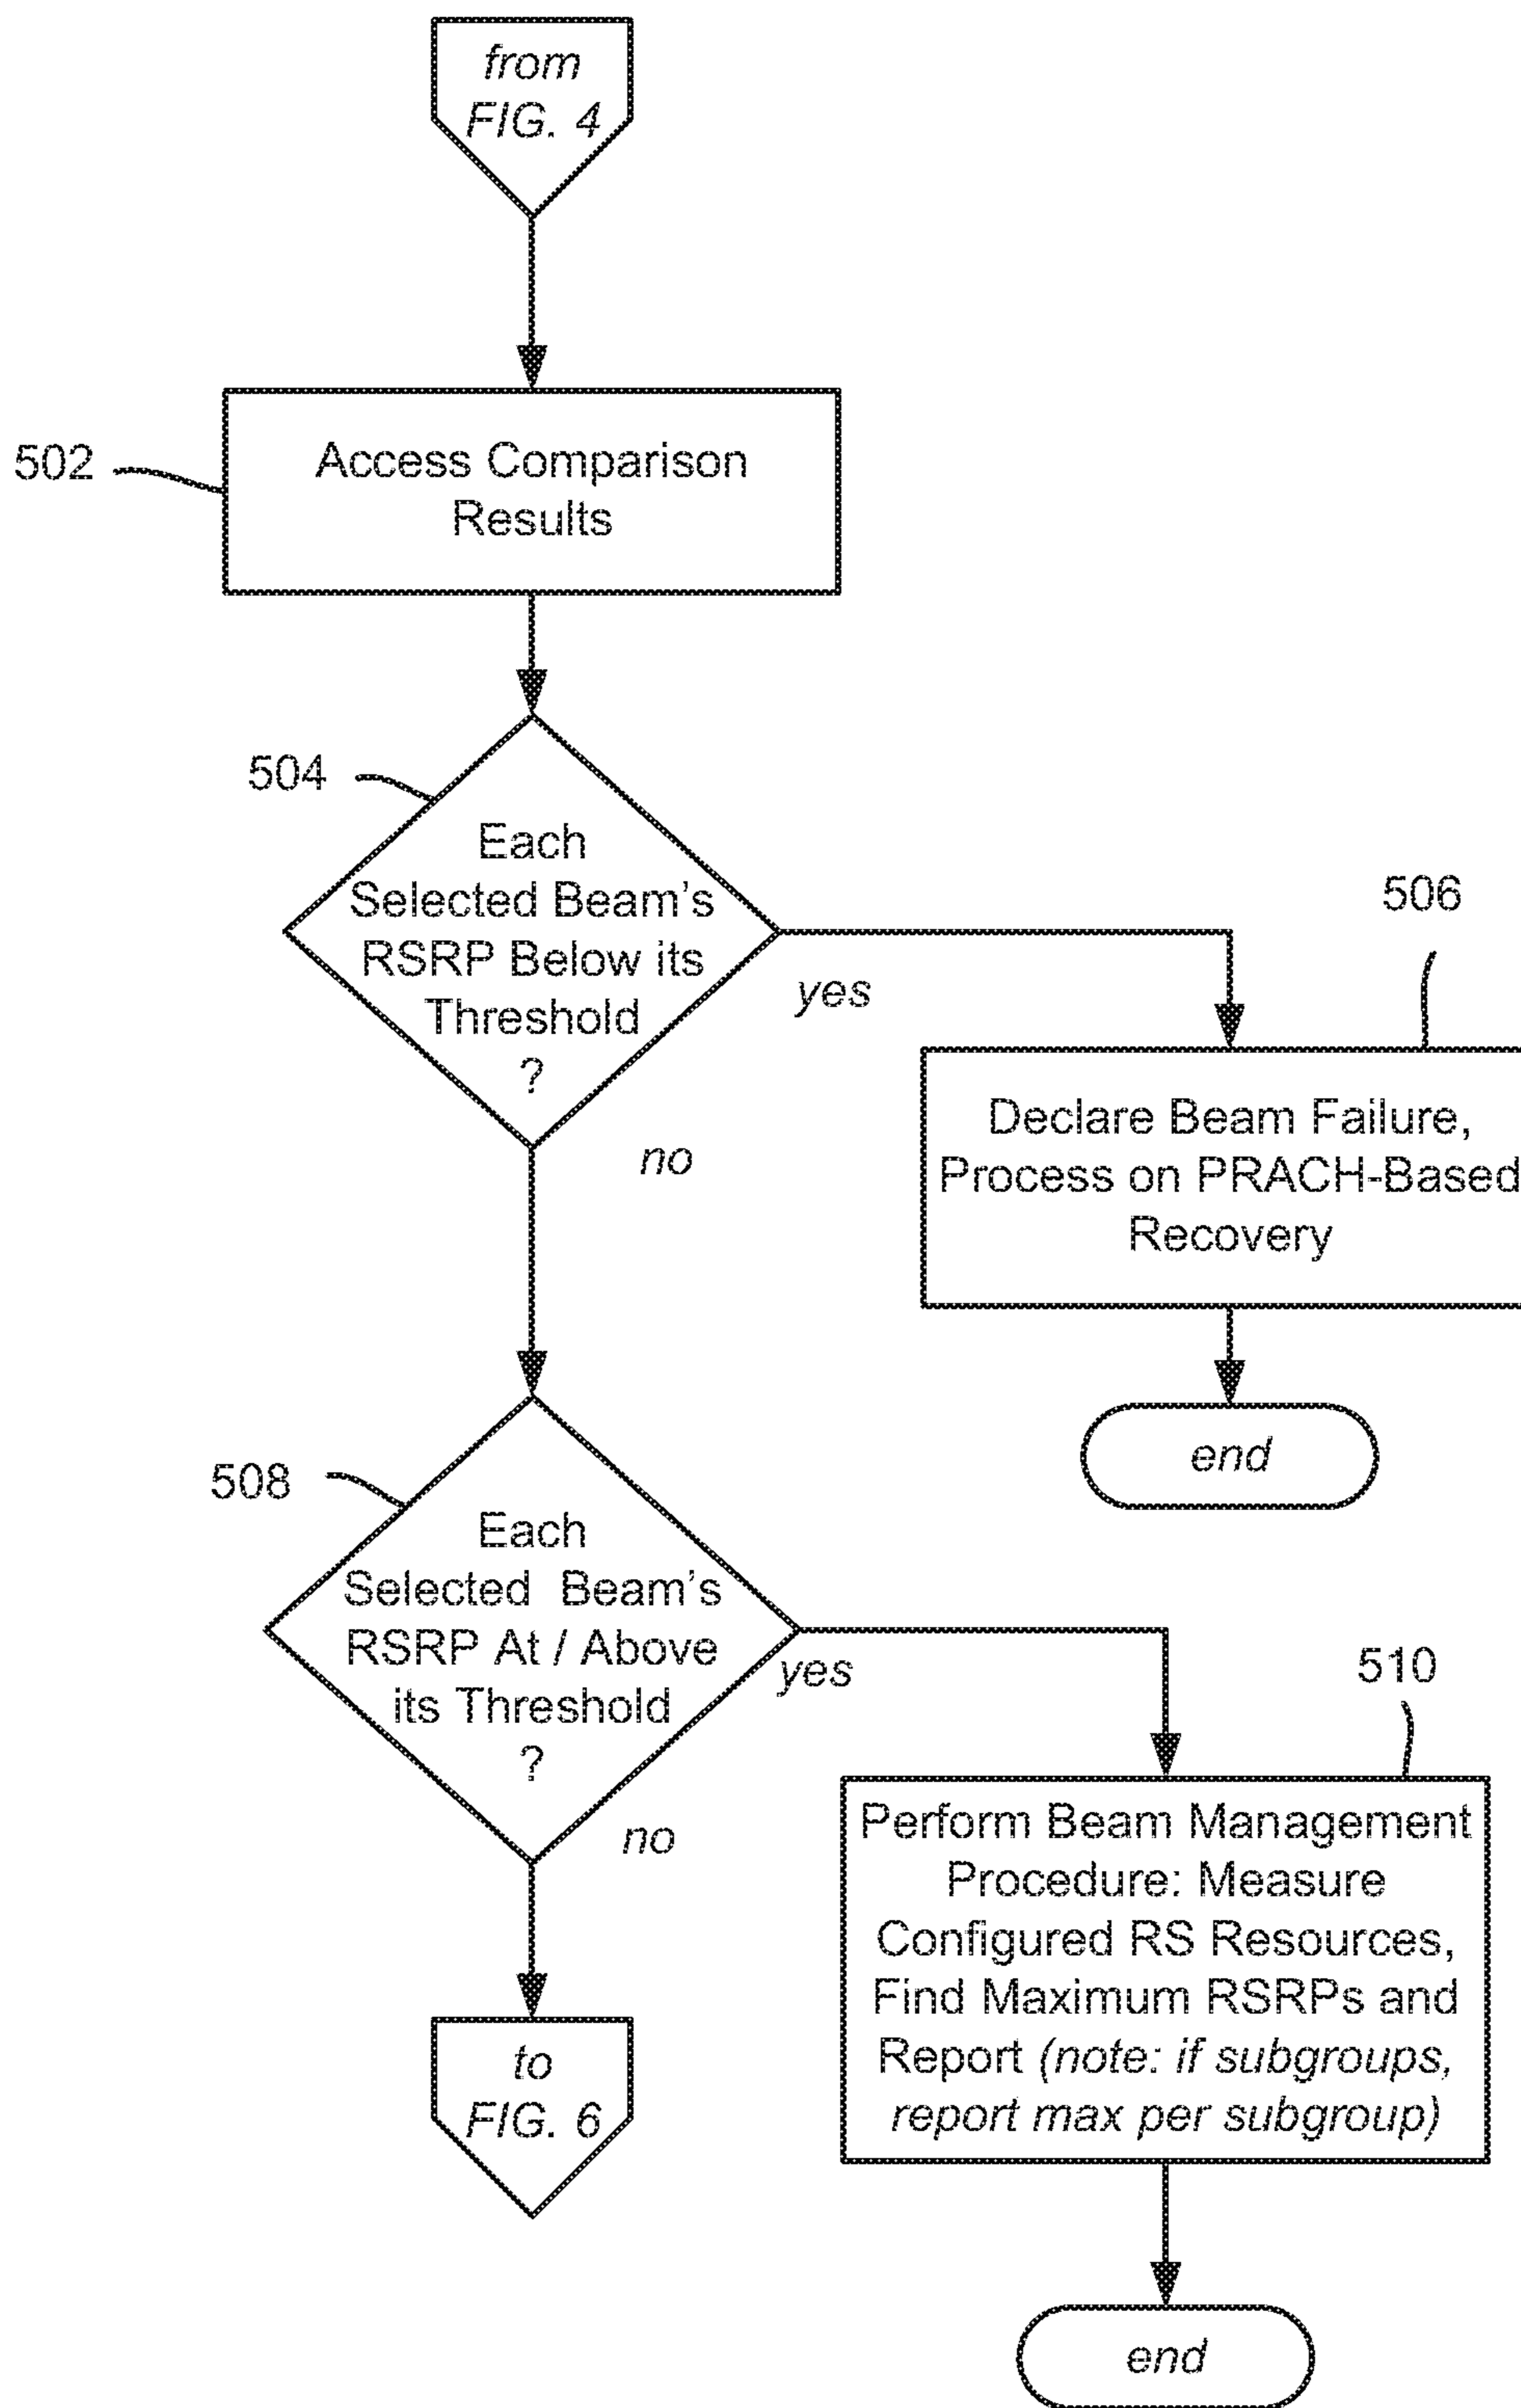 from
FIG. 4
502
Access Comparison
Results
504
Each
Selected Beam's
RSRP Below its
Threshold
?
yes
no
506
Declare Beam Failure,
Process on PRACH-Based
Recovery
end
508
Each
Selected Beam's
RSRP At / Above
its Threshold
?
yes
no
510
Perform Beam Management
Procedure: Measure
Configured RS Resources,
Find Maximum RSRPs and
Report (note: if subgroups,
report max per subgroup)
to
FIG. 6
end